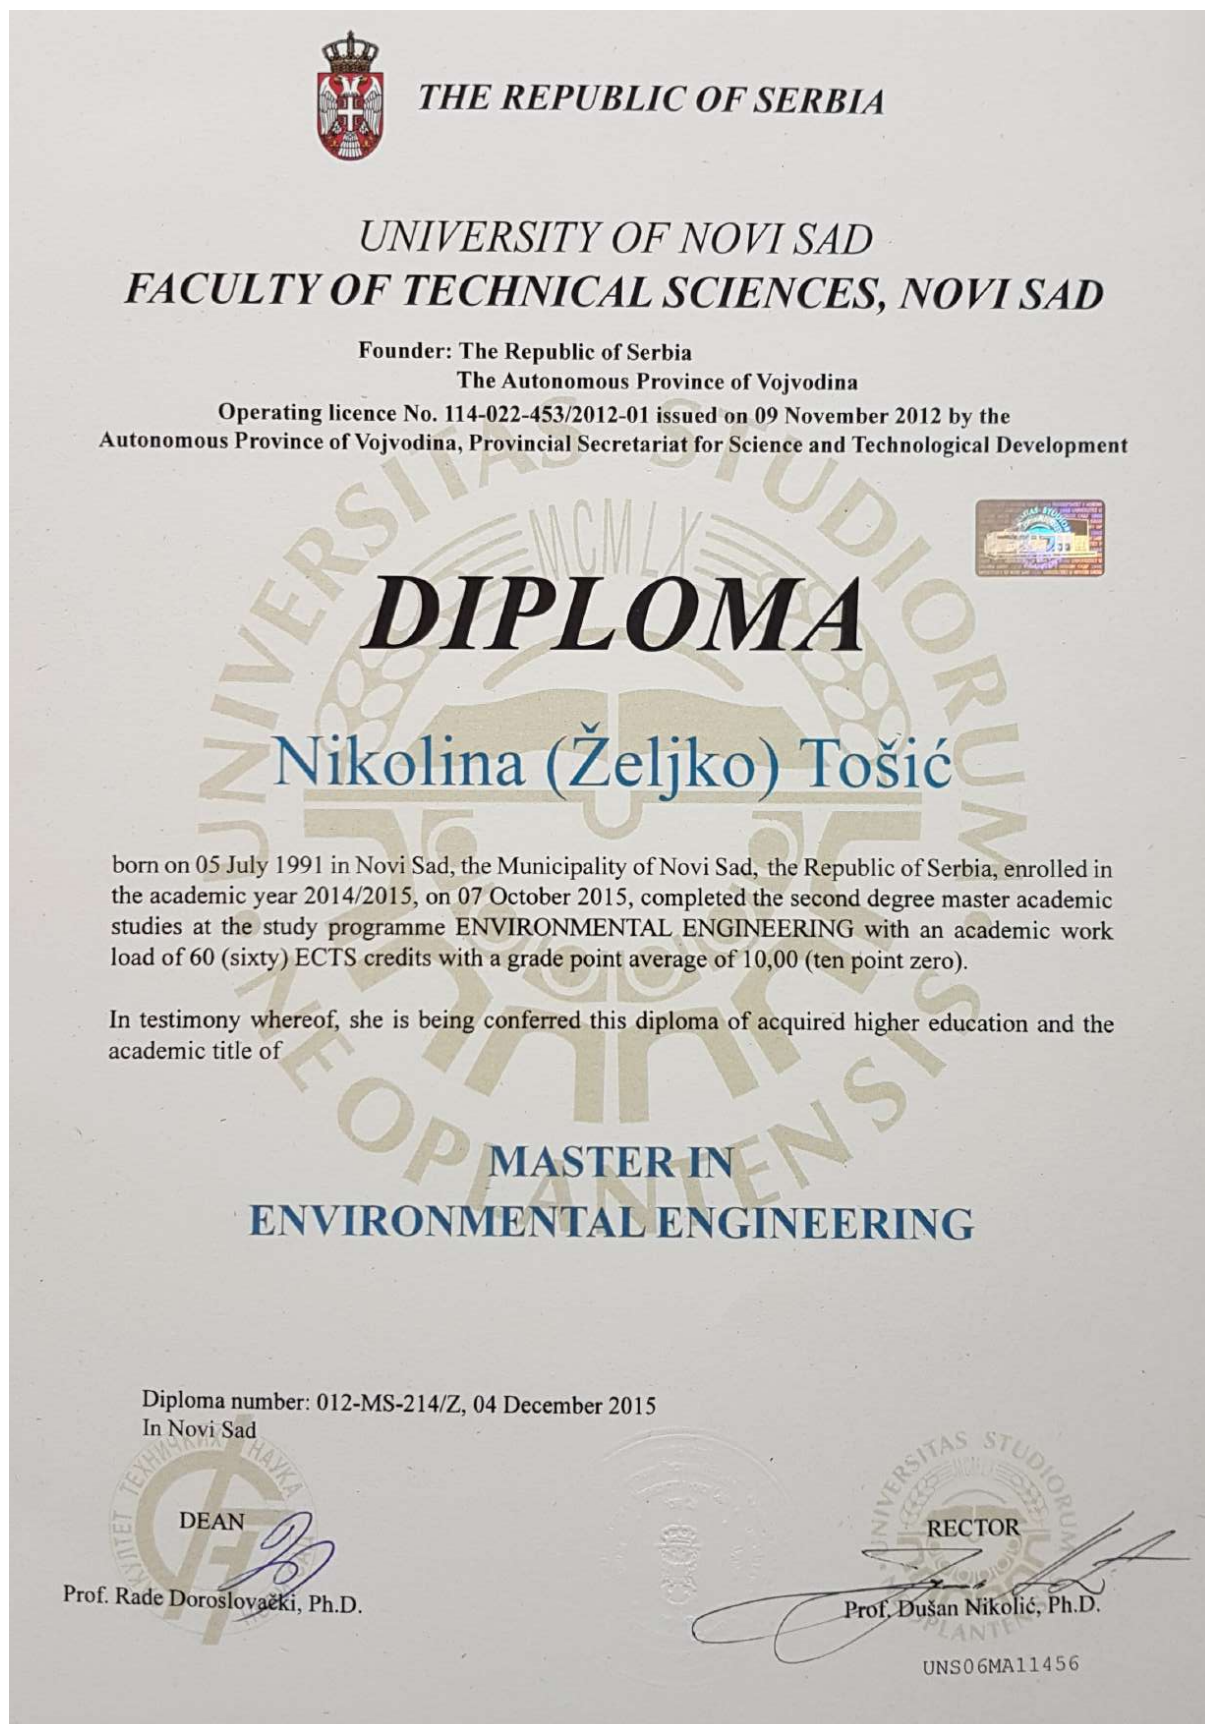 THE REPUBLIC OF SERBIA
UNIVERSITY OF NOVI SAD
FACULTY OF TECHNICAL SCIENCES, NOVI SAD
Founder: The Republic of Serbia
The Autonomous Province of Vojvodina
Operating licence No. 114-022-453/2012-01 issued on 09 November 2012 by the
Autonomous Province of Vojvodina, Provincial Secretariat for Science and Technological Development
UNIVERSITAS STUDIORUM
NEOPLANTENSIS
MCMLX
DIPLOMA
Nikolina (Željko) Tošić
born on 05 July 1991 in Novi Sad, the Municipality of Novi Sad, the Republic of Serbia, enrolled in
the academic year 2014/2015, on 07 October 2015, completed the second degree master academic
studies at the study programme ENVIRONMENTAL ENGINEERING with an academic work
load of 60 (sixty) ECTS credits with a grade point average of 10,00 (ten point zero).
In testimony whereof, she is being conferred this diploma of acquired higher education and the
academic title of
MASTER IN
ENVIRONMENTAL ENGINEERING
Diploma number: 012-MS-214/Z, 04 December 2015
In Novi Sad
ТЕХНИЧКИХ НАУКА
DEAN
Prof. Rade Doroslovački, Ph.D.
UNIVERSITAS STUDIORUM
RECTOR
Prof. Dušan Nikolić, Ph.D.
UNS06MA11456